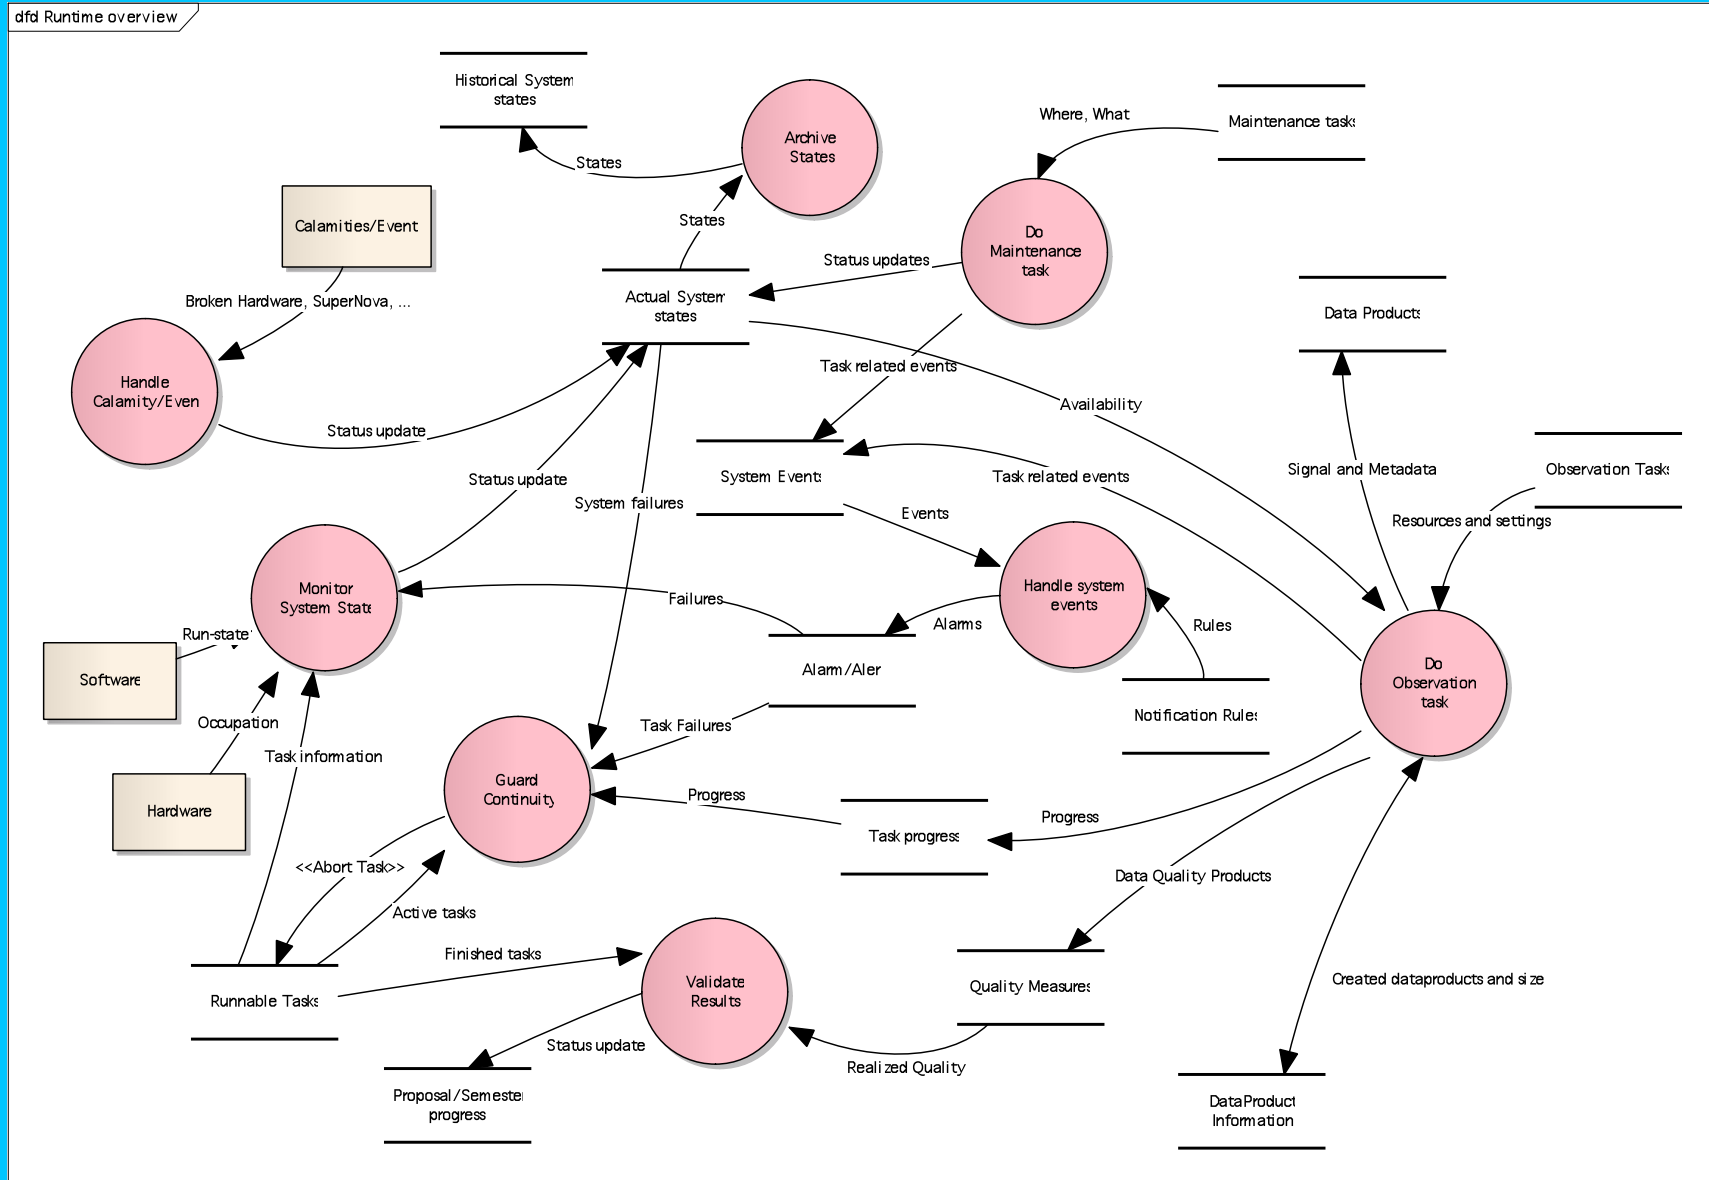 dfd Runtime overview
Historical System
states
Archive
States
Where, What
Maintenance tasks
States
Calamities/Event
States
Do
Maintenance
task
Status updates
Broken Hardware, SuperNova, ...
Actual System
states
Data Products
Handle
Calamity/Even
Task related events
Availability
Status update
Signal and Metadata
Observation Tasks
Status update
System Events
Task related events
System failures
Events
Resources and settings
Monitor
System State
Handle system
events
Failures
Alarms
Rules
Run-state
Software
Alarm/Aler
Do
Observation
task
Notification Rules
Occupation
Task Failures
Task information
Guard
Continuity
Progress
Hardware
Task progress
Progress
<<Abort Task>>
Data Quality Products
Active tasks
Finished tasks
Validate
Results
Quality Measures
Created dataproducts and size
Runnable Tasks
Status update
Realized Quality
Proposal/Semester
progress
DataProduct
Information